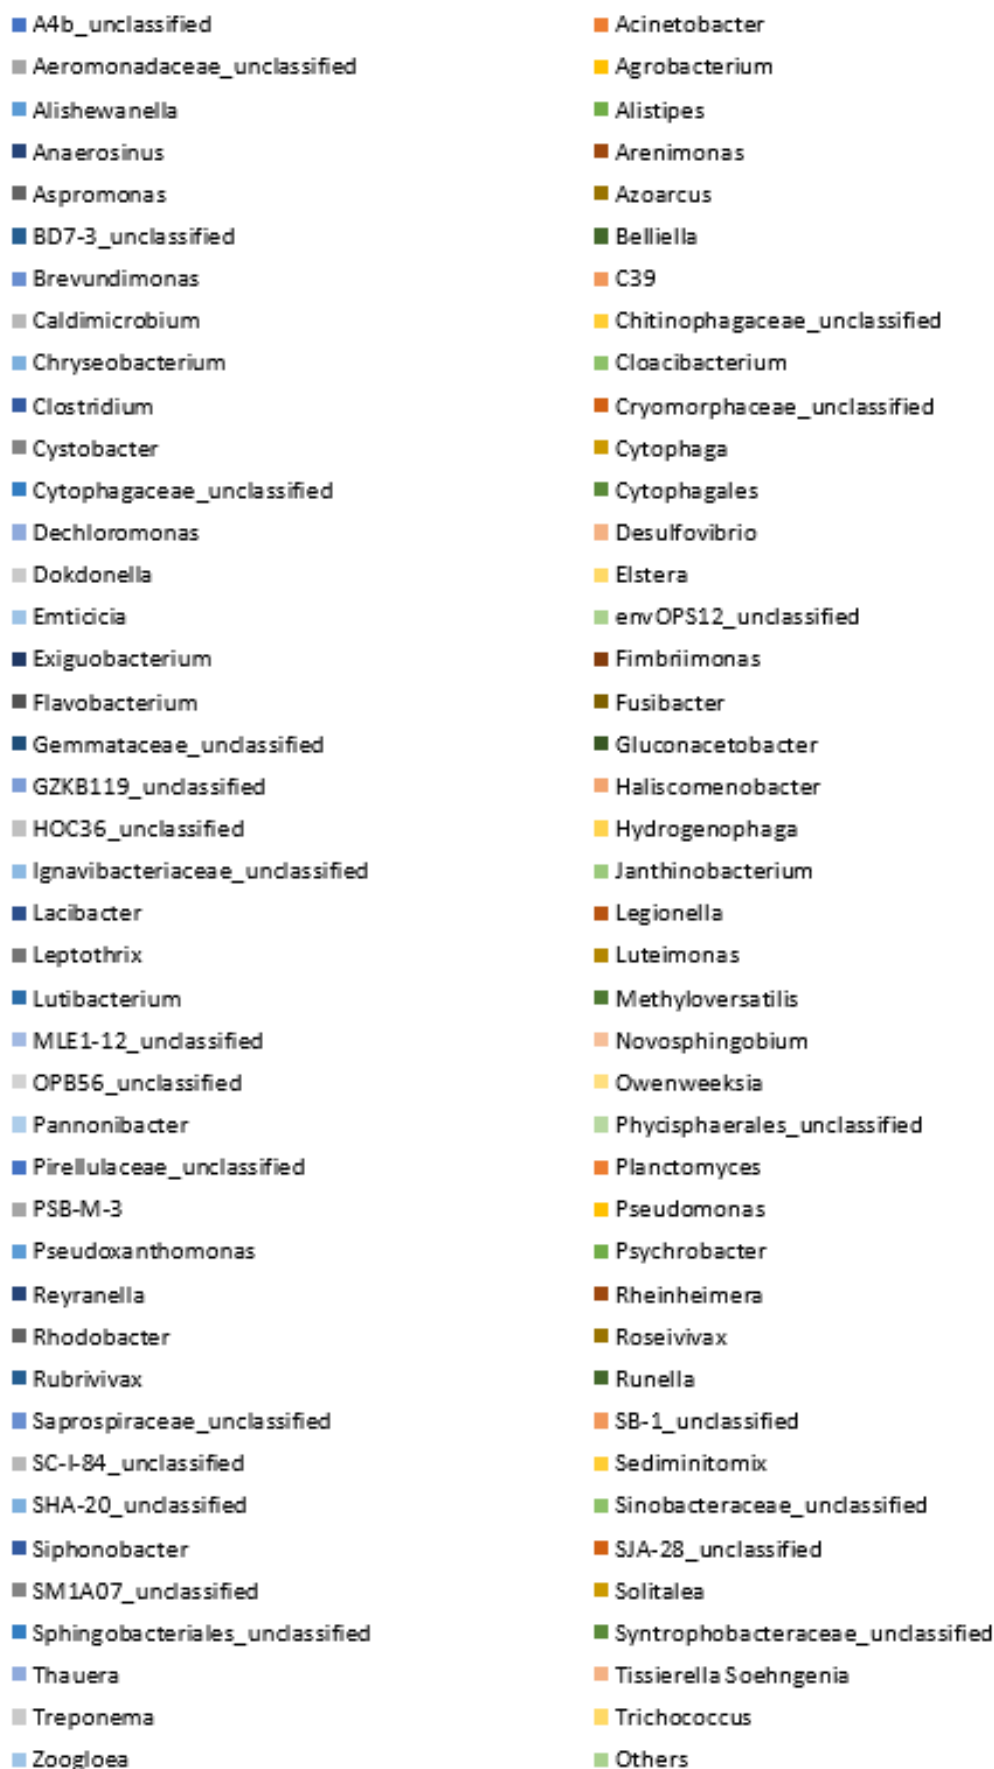 A4b_unclassified Acinetobacter
Aeromonadaceae_unclassified Agrobacterium
Alishewanella Alistipes
Anaerosinus Arenimonas
Aspromonas Azoarcus
BD7-3_unclassified Belliella
Brevundimonas C39
Caldimicrobium Chitinophagaceae_unclassified
Chryseobacterium Cloacibacterium
Clostridium Cryomorphaceae_unclassified
Cystobacter Cytophaga
Cytophagaceae_unclassified Cytophagales
Dechloromonas Desulfovibrio
Dokdonella Elstera
Emticicia envOPS12_unclassified
Exiguobacterium Fimbriimonas
Flavobacterium Fusibacter
Gemmataceae_unclassified Gluconacetobacter
GZKB119_unclassified Haliscomenobacter
HOC36_unclassified Hydrogenophaga
Ignavibacteriaceae_unclassified Janthinobacterium
Lacibacter Legionella
Leptothrix Luteimonas
Lutibacterium Methyloversatilis
MLE1-12_unclassified Novosphingobium
OPB56_unclassified Owenweeksia
Pannonibacter Phycisphaerales_unclassified
Pirellulaceae_unclassified Planctomyces
PSB-M-3 Pseudomonas
Pseudoxanthomonas Psychrobacter
Reyranella Rheinheimera
Rhodobacter Roseivivax
Rubrivivax Runella
Saprospiraceae_unclassified SB-1_unclassified
SC-I-84_unclassified Sediminitomix
SHA-20_unclassified Sinobacteraceae_unclassified
Siphonobacter SJA-28_unclassified
SM1A07_unclassified Solitalea
Sphingobacteriales_unclassified Syntrophobacteraceae_unclassified
Thauera Tissierella Soehngenia
Treponema Trichococcus
Zoogloea Others